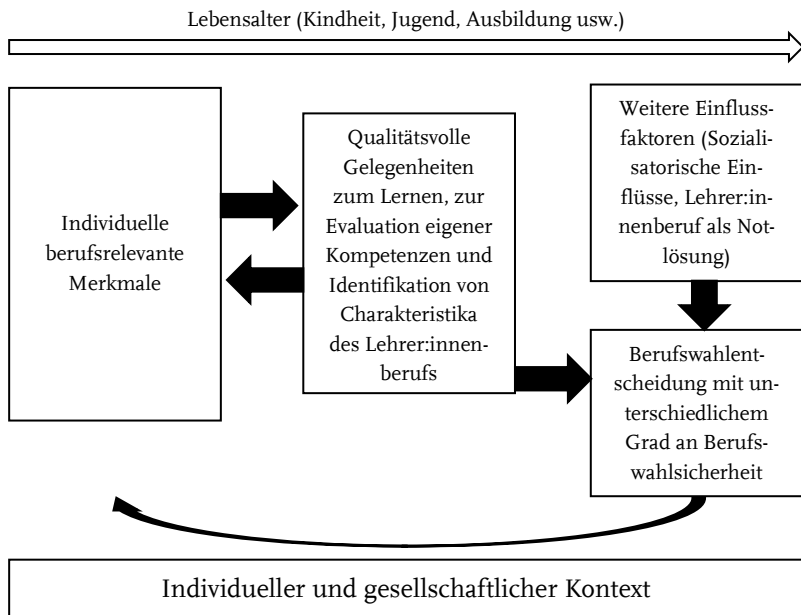 Lebensalter (Kindheit, Jugend, Ausbildung usw.)
Individuelle
berufsrelevante
Merkmale
Qualitätsvolle
Gelegenheiten
zum Lernen, zur
Evaluation eigener
Kompetenzen und
Identifikation von
Charakteristika
des Lehrer:innen-
berufs
Weitere Einfluss-
faktoren (Soziali-
satorische Ein-
flüsse, Lehrer:in-
nenberuf als Not-
lösung)
Berufswahlent-
scheidung mit un-
terschiedlichem
Grad an Berufs-
wahlsicherheit
Individueller und gesellschaftlicher Kontext